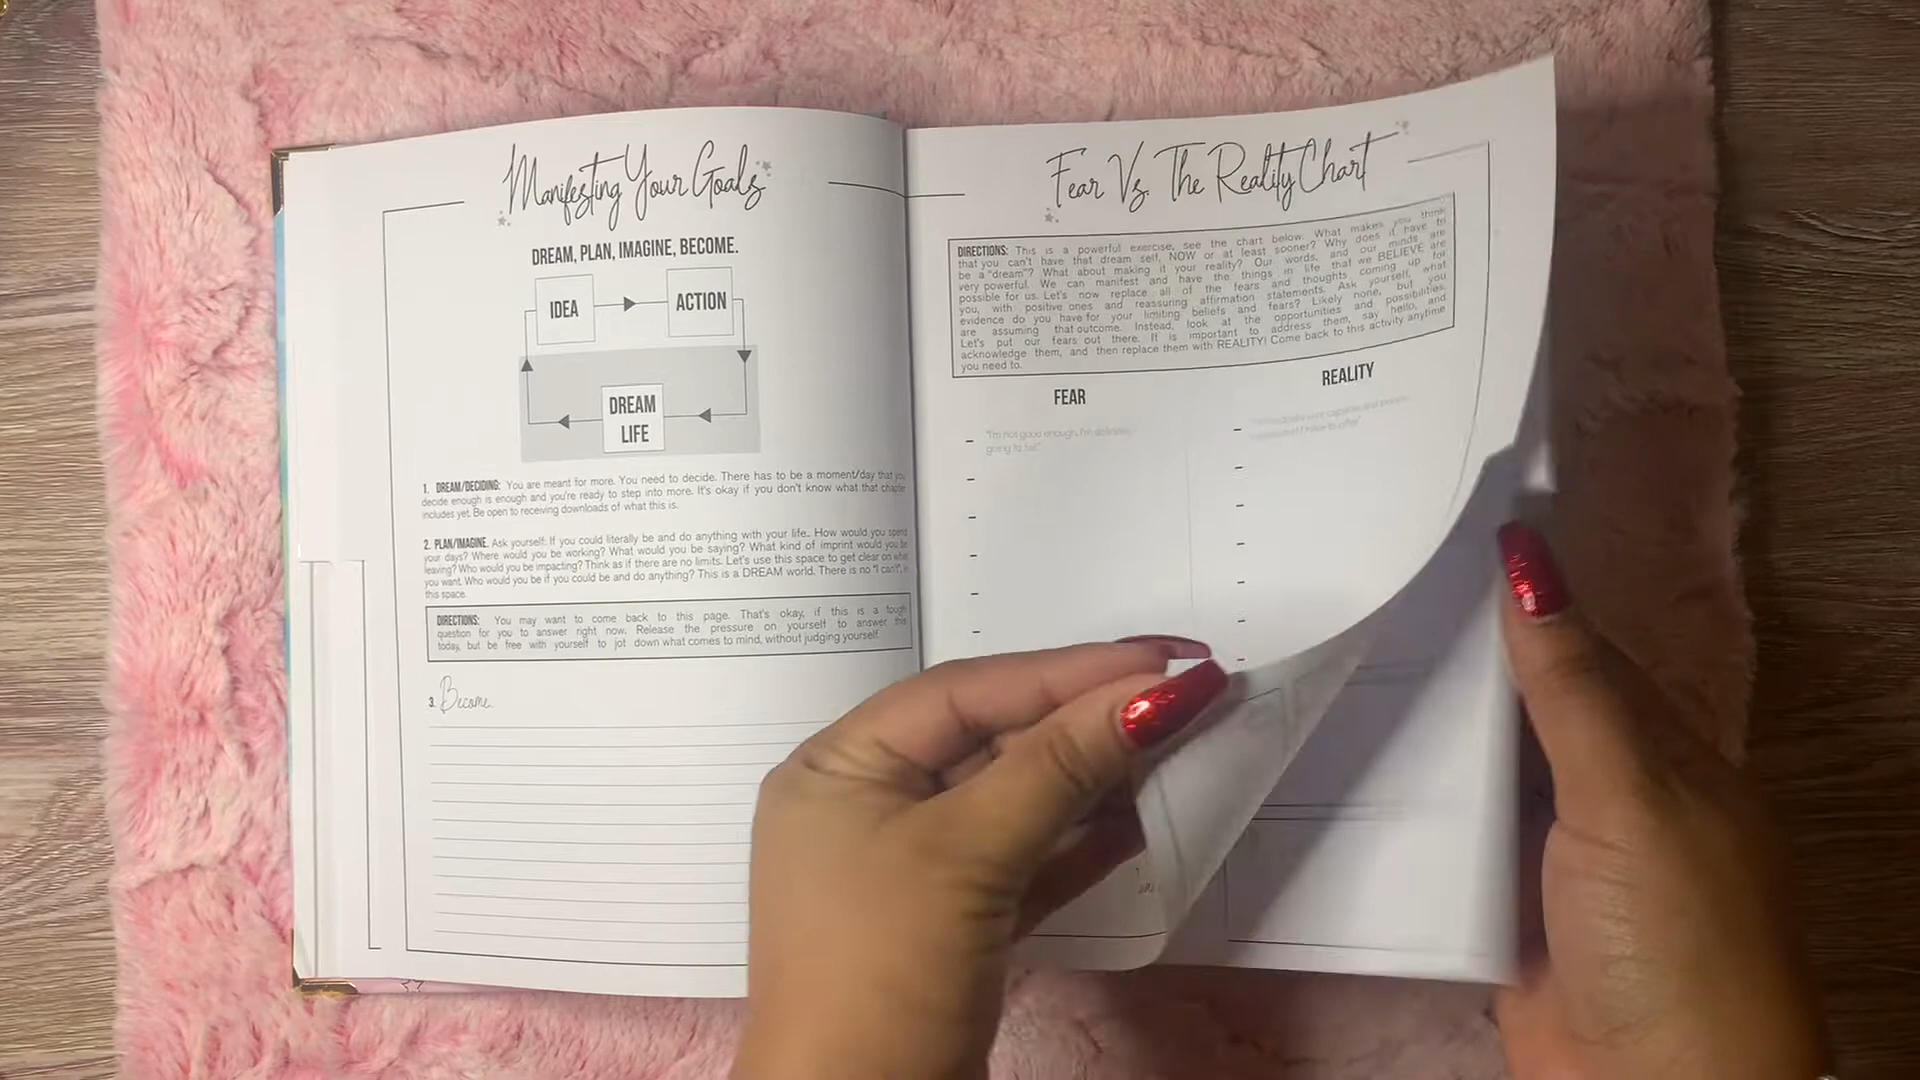 Manifesting Your Goals
DREAM, PLAN, IMAGINE, BECOME.
IDEA
ACTION
DREAM
LIFE
1. DREAM/DECIDING: You are meant for more. You need to decide. There has to be a moment/day that you
decide enough is enough and you're ready to step into more. It's okay if you don't know what that chapter
includes yet. Be open to receiving downloads of what this is.
2. PLAN/IMAGINE. Ask yourself: If you could literally be and do anything with your life.. How would you spend
your days? Where would you be working? What would you be saying? What kind of imprint would you be
leaving? Who would you be impacting? Think as if there are no limits. Let's use this space to get clear on what
you want. Who would you be if you could be and do anything? This is a DREAM world. There is no "I can't", in
this space.
DIRECTIONS: You may want to come back to this page. That's okay, if this is a tough
question for you to answer right now. Release the pressure on yourself to answer this
today, but be free with yourself to jot down what comes to mind, without judging yourself.
3. Become.
Fear Vs. The Reality Chart
DIRECTIONS: This is a powerful exercise, see the chart below. What makes you think
that you can't have that dream self, NOW or at least sooner? Why does it have to
be a "dream"? What about making it your reality? Our words, and our minds are
very powerful. We can manifest and have the things in life that we BELIEVE are
possible for us. Let's now replace all of the fears and thoughts coming up for
you, with positive ones and reassuring affirmation statements. Ask yourself, what
evidence do you have for your limiting beliefs and fears? Likely none, but you
are assuming that outcome. Instead, look at the opportunities and possibilities.
Let's put our fears out there. It is important to address them, say hello, and
acknowledge them, and then replace them with REALITY! Come back to this activity anytime
you need to.
FEAR
REALITY
"I'm not good enough, I'm definitely
going to fail"